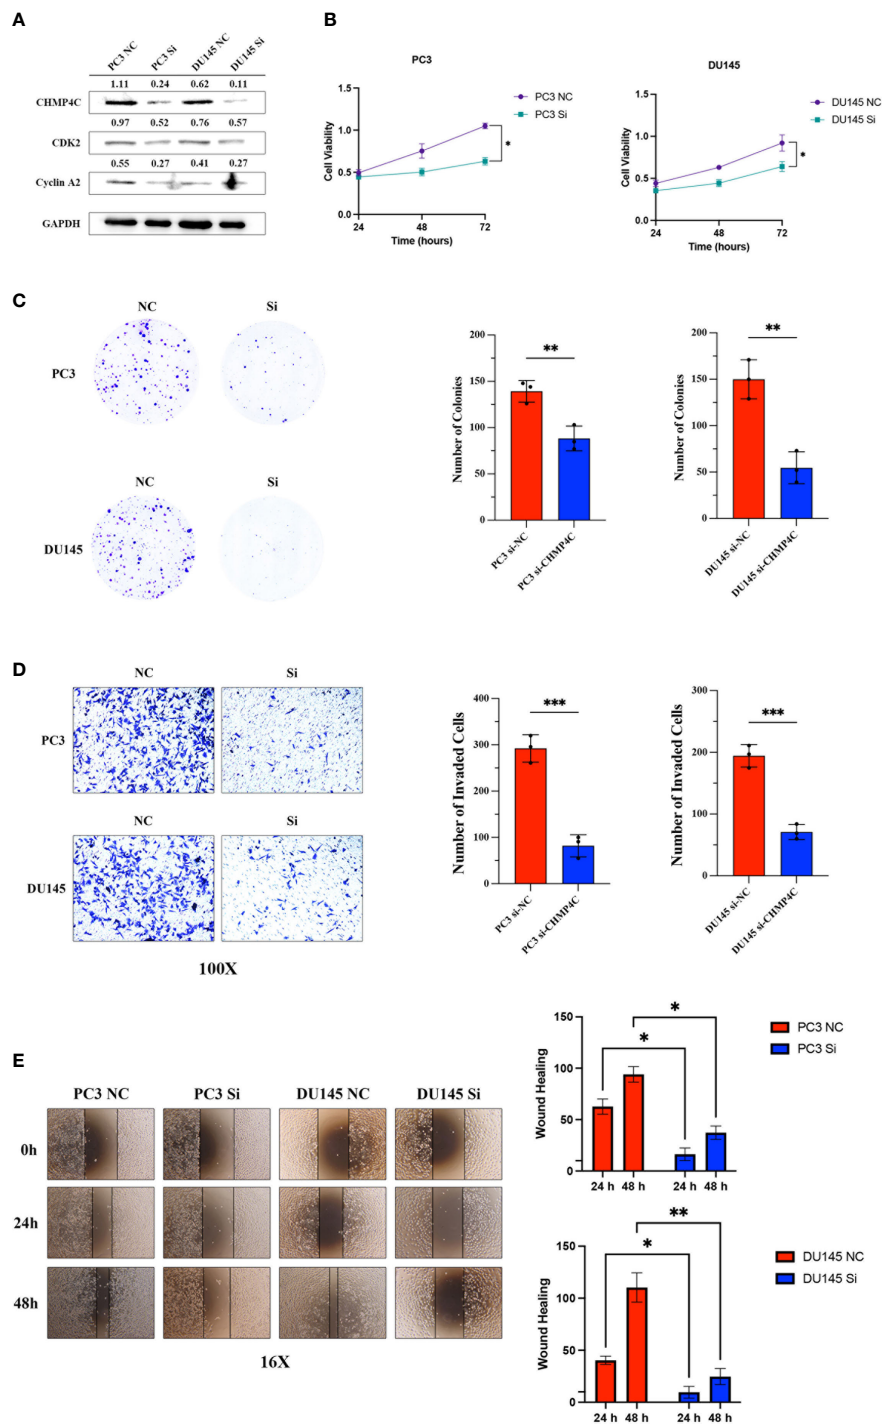 A
PC3 NC
PC3 Si
DU145 NC
DU145 Si
1.11 0.24 0.62 0.11
CHMP4C
0.97 0.52 0.76 0.57
CDK2
0.55 0.27 0.41 0.27
Cyclin A2
GAPDH
B
PC3
1.5
1.0
0.5
0.0
Cell Viability
24 48 72
Time (hours)
PC3 NC
PC3 Si
*
DU145
1.5
1.0
0.5
0.0
Cell Viability
24 48 72
Time (hours)
DU145 NC
DU145 Si
*
C
NC Si
PC3
NC Si
DU145
200
150
100
50
0
Number of Colonies
**
PC3 si-NC
PC3 si-CHMP4C
200
150
100
50
0
Number of Colonies
**
DU145 si-NC
DU145 si-CHMP4C
D
NC Si
PC3
NC Si
DU145
100X
400
300
200
100
0
Number of Invaded Cells
***
PC3 si-NC
PC3 si-CHMP4C
300
200
100
0
Number of Invaded Cells
***
DU145 si-NC
DU145 si-CHMP4C
E
PC3 NC PC3 Si DU145 NC DU145 Si
0h
24h
48h
16X
150
100
50
0
Wound Healing
*
*
24 h 48 h 24 h 48 h
PC3 NC
PC3 Si
150
100
50
0
Wound Healing
**
*
24 h 48 h 24 h 48 h
DU145 NC
DU145 Si